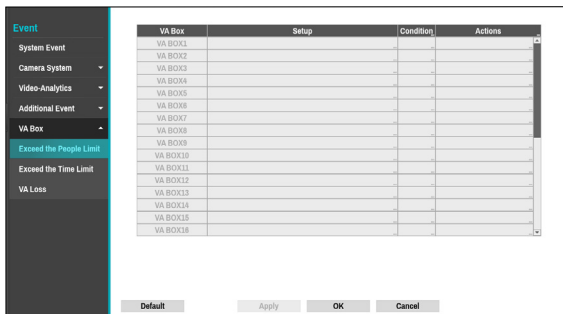 Event
System Event
Camera System
Video-Analytics
Additional Event
VA Box
Exceed the People Limit
Exceed the Time Limit
VA Loss
VA Box Setup Condition Actions
VA BOX1
VA BOX2
VA BOX3
VA BOX4
VA BOX5
VA BOX6
VA BOX7
VA BOX8
VA BOX9
VA BOX10
VA BOX11
VA BOX12
VA BOX13
VA BOX14
VA BOX15
VA BOX16
Default Apply OK Cancel